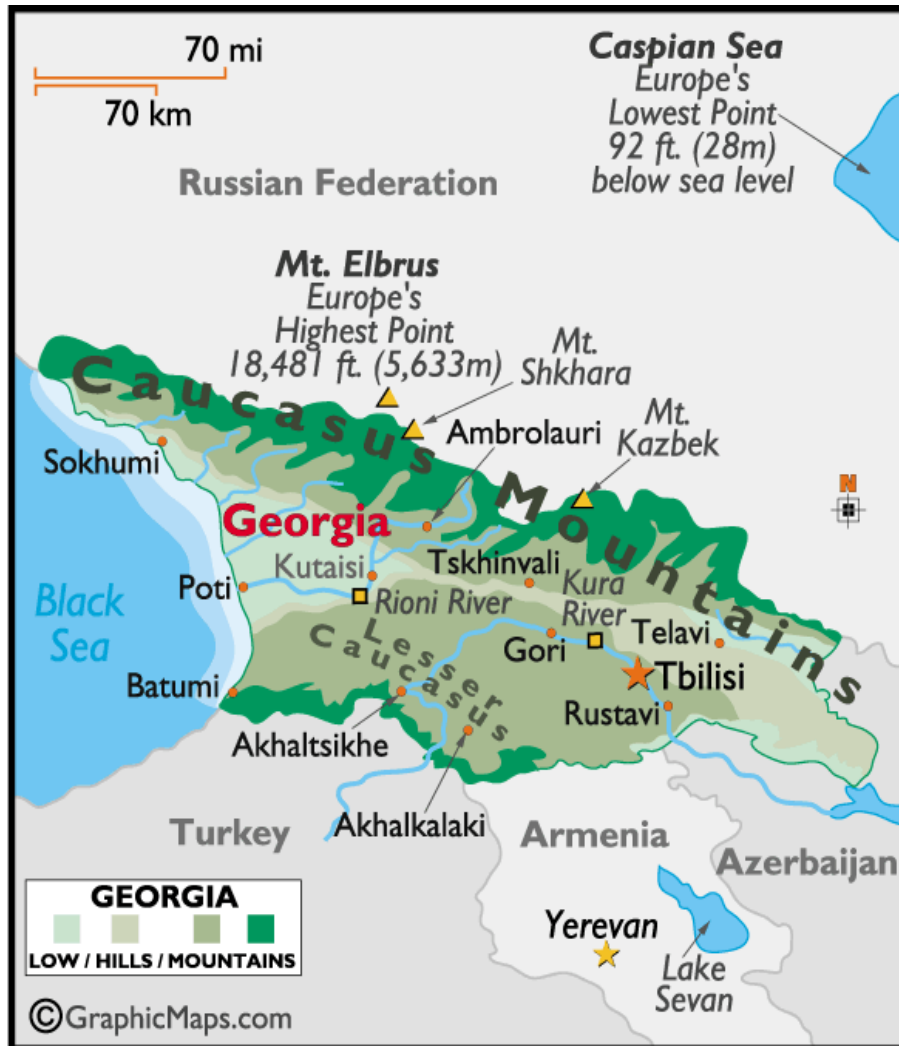 70 mi
70 km
Caspian Sea
Europe's
Lowest Point
92 ft. (28m)
below sea level
Russian Federation
Mt. Elbrus
Europe's
Highest Point
18,481 ft. (5,633m)
Mt.
Shkhara
Mt.
Kazbek
Caucasus Mountains
N
Sokhumi
Ambrolauri
Georgia
Kutaisi
Tskhinvali
Poti
Rioni River
Kura
River
Black
Sea
Lesser
Caucasus
Gori
Telavi
Batumi
Tbilisi
Rustavi
Akhaltsikhe
Akhalkalaki
Turkey
Armenia
Azerbaijan
Yerevan
Lake
Sevan
GEORGIA
LOW / HILLS / MOUNTAINS
©GraphicMaps.com